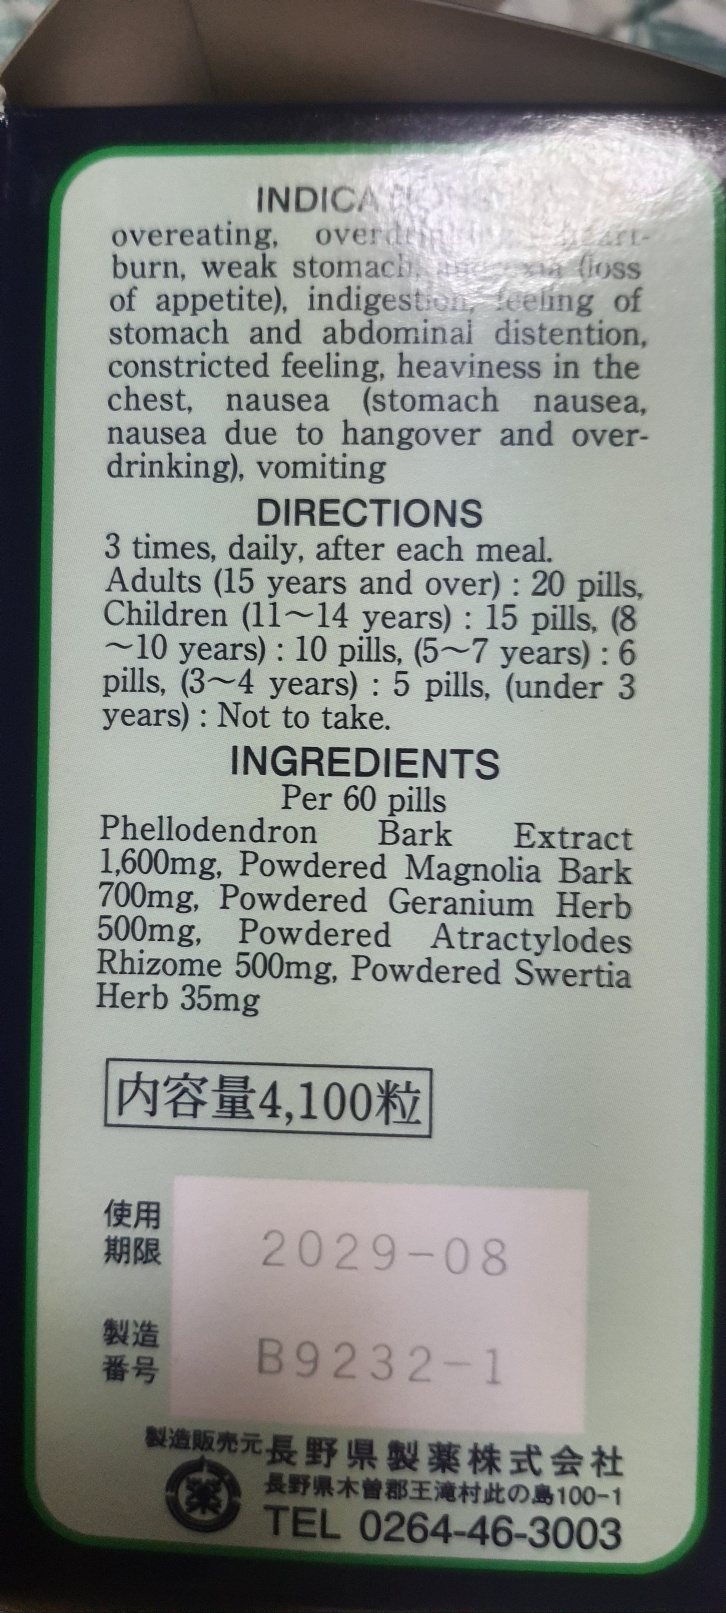 INDICA
overeating,
burn, weak stomach, (loss
of appetite), indigestion, feeling of
stomach and abdominal distention,
constricted feeling, heaviness in the
chest, nausea (stomach nausea,
nausea due to hangover and over-
drinking), vomiting
DIRECTIONS
3 times, daily, after each meal.
Adults (15 years and over) : 20 pills,
Children (11～14 years) : 15 pills, (8
～10 years) : 10 pills, (5～7 years) : 6
pills, (3～4 years) : 5 pills, (under 3
years) : Not to take.
INGREDIENTS
Per 60 pills
Phellodendron Bark Extract
1,600mg, Powdered Magnolia Bark
700mg, Powdered Geranium Herb
500mg, Powdered Atractylodes
Rhizome 500mg, Powdered Swertia
Herb 35mg
内容量4,100粒
使用
期限
2029-08
製造
番号
B9232-1
製造販売元 長野県製薬株式会社
長野県木曽郡王滝村此の島100-1
薬
TEL 0264-46-3003